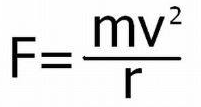 F = mv²/r